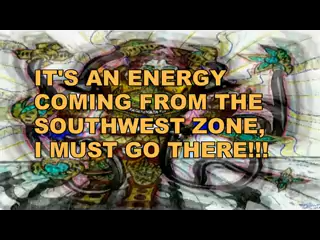 IT'S AN ENERGY
COMING FROM THE
SOUTHWEST ZONE,
I MUST GO THERE!!!